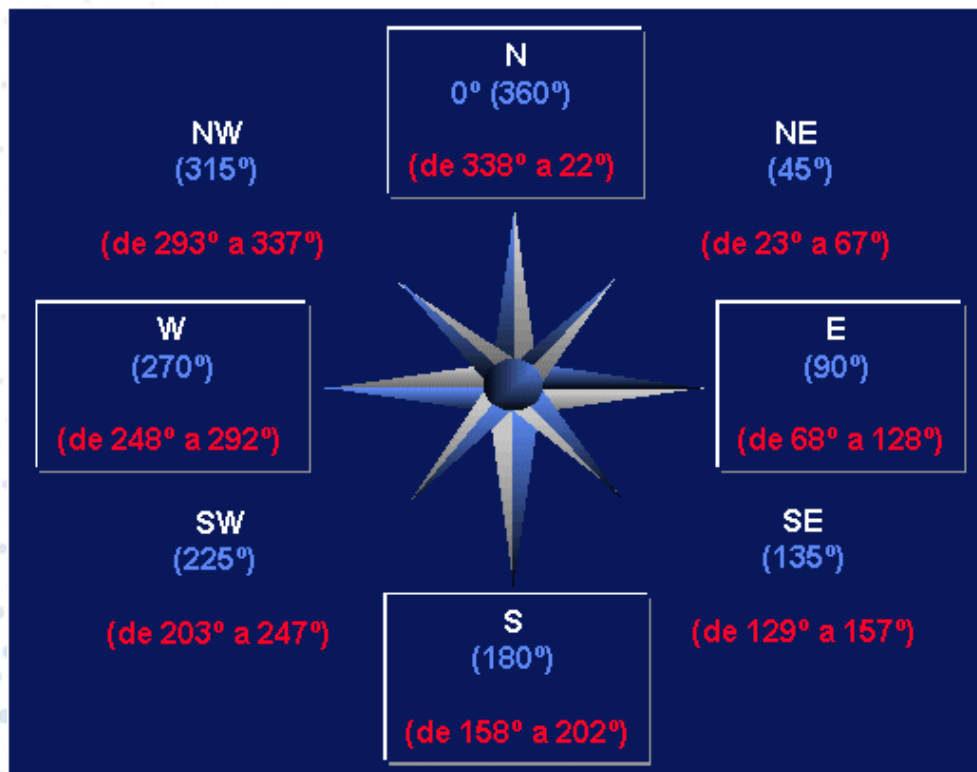 N
0º (360º)
(de 338º a 22º)
NW
(315º)
(de 293º a 337º)
NE
(45º)
(de 23º a 67º)
W
(270º)
(de 248º a 292º)
E
(90º)
(de 68º a 128º)
SW
(225º)
(de 203º a 247º)
SE
(135º)
(de 129º a 157º)
S
(180º)
(de 158º a 202º)